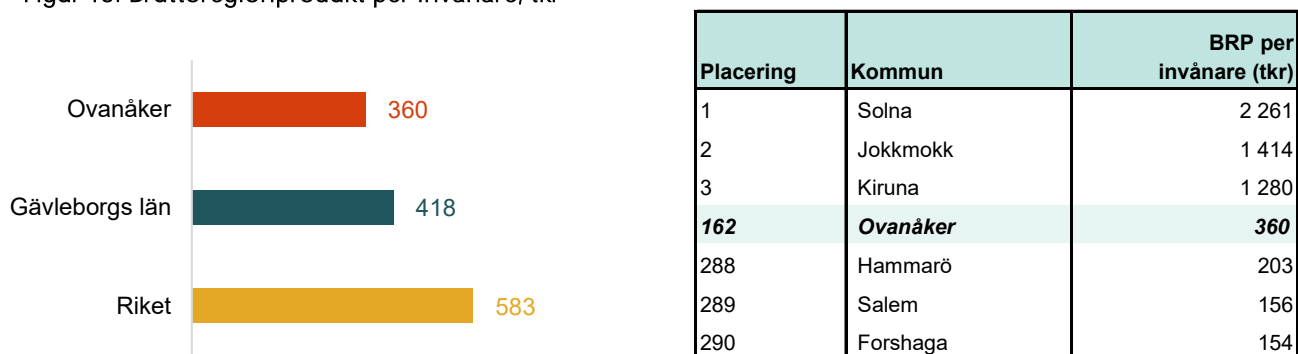 Ovanåker 360
Gävleborgs län 418
Riket 583
Placering Kommun BRP per invånare (tkr)
1 Solna 2 261
2 Jokkmokk 1 414
3 Kiruna 1 280
162 Ovanåker 360
288 Hammarö 203
289 Salem 156
290 Forshaga 154